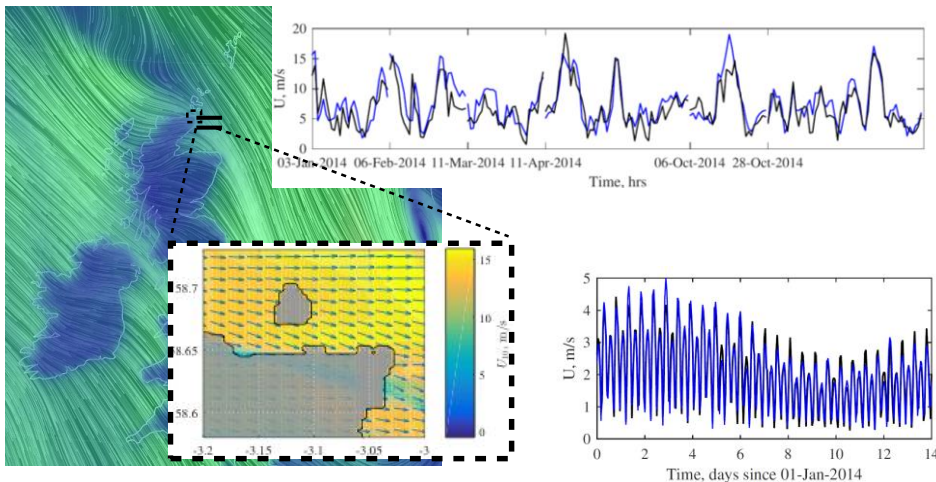 20
15
10
5
0
U, m/s
03-Jan-2014 06-Feb-2014 11-Mar-2014 11-Apr-2014 06-Oct-2014 28-Oct-2014
Time, hrs
58.7
58.65
58.6
-3.2 -3.15 -3.1 -3.05 -3
15
10
5
0
U10, m/s
5
4
3
2
1
0
U, m/s
0 2 4 6 8 10 12 14
Time, days since 01-Jan-2014